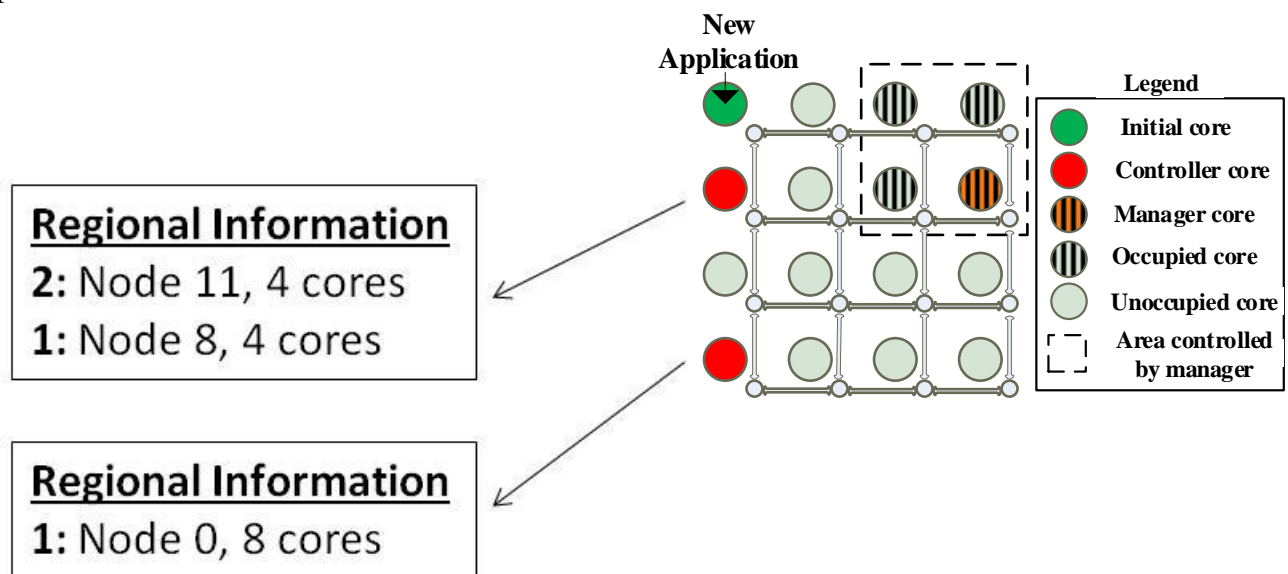 New
Application
Legend
Initial core
Controller core
Manager core
Occupied core
Unoccupied core
Area controlled
by manager
Regional Information
2: Node 11, 4 cores
1: Node 8, 4 cores
Regional Information
1: Node 0, 8 cores